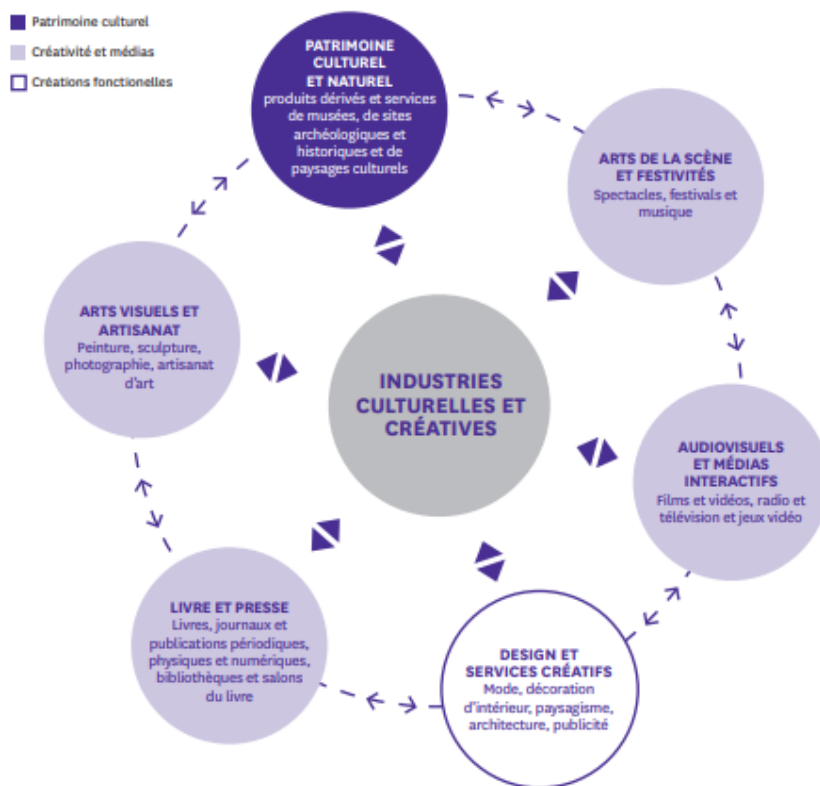 Patrimoine culturel
Créativité et médias
Créations fonctionelles
PATRIMOINE
CULTUREL
ET NATUREL
produits dérivés et services
de musées, de sites
archéologiques et
historiques et de
paysages culturels
ARTS DE LA SCÈNE
ET FESTIVITÉS
Spectacles, festivals et
musique
ARTS VISUELS ET
ARTISANAT
Peinture, sculpture,
photographie, artisanat
d'art
INDUSTRIES
CULTURELLES ET
CRÉATIVES
AUDIOVISUELS
ET MÉDIAS
INTERACTIFS
Films et vidéos, radio et
télévision et jeux vidéo
LIVRE ET PRESSE
Livres, journaux et
publications périodiques,
physiques et numériques,
bibliothèques et salons
du livre
DESIGN ET
SERVICES CRÉATIFS
Mode, décoration
d'intérieur, paysagisme,
architecture, publicité